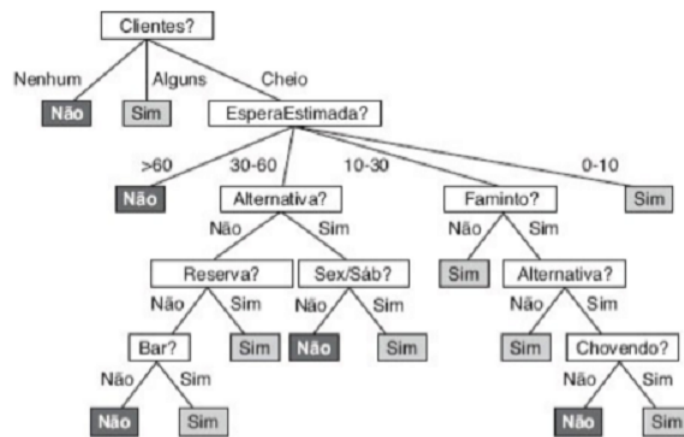 Clientes?
Nenhum Alguns Cheio
Não Sim EsperaEstimada?
>60 30-60 10-30 0-10
Não Alternativa? Faminto? Sim
Não Sim Não Sim
Reserva? Sex/Sáb? Sim Alternativa?
Não Sim Não Sim Não Sim
Bar? Sim Não Sim Sim Chovendo?
Não Sim Não Sim
Não Sim Não Sim